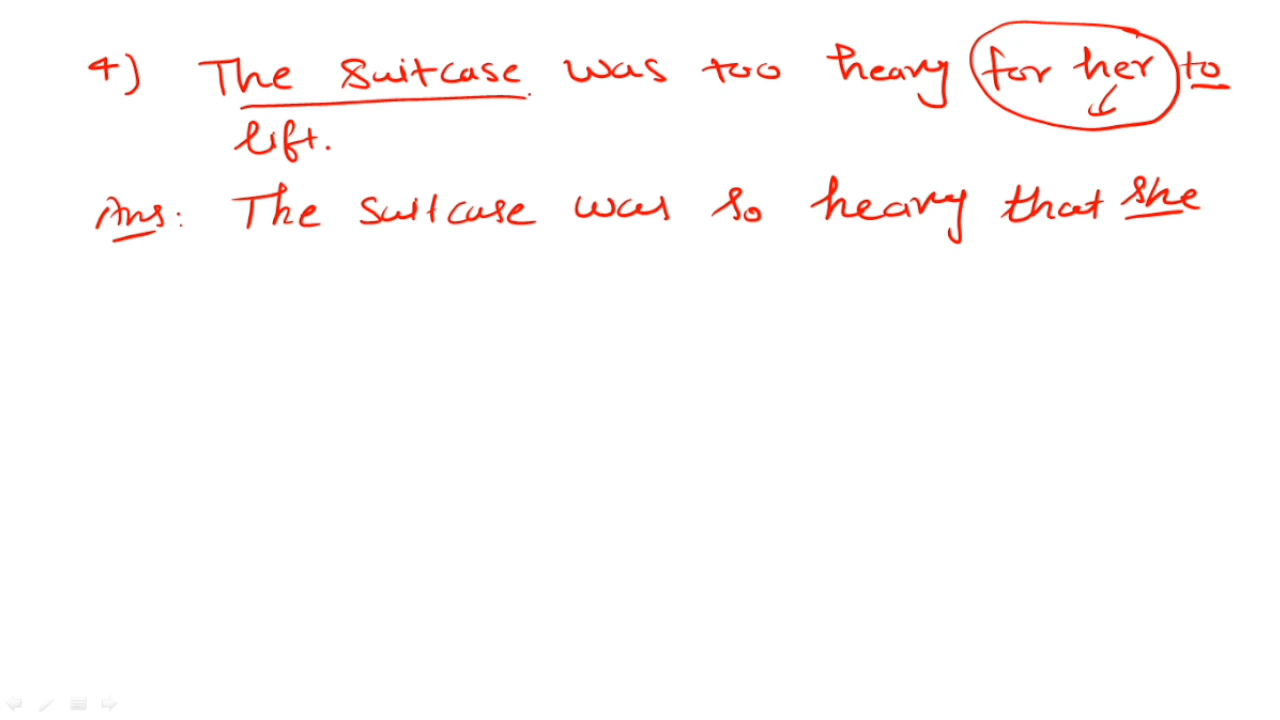 4) The suitcase was too heavy for her to
lift.
Ans: The suitcase was so heavy that she